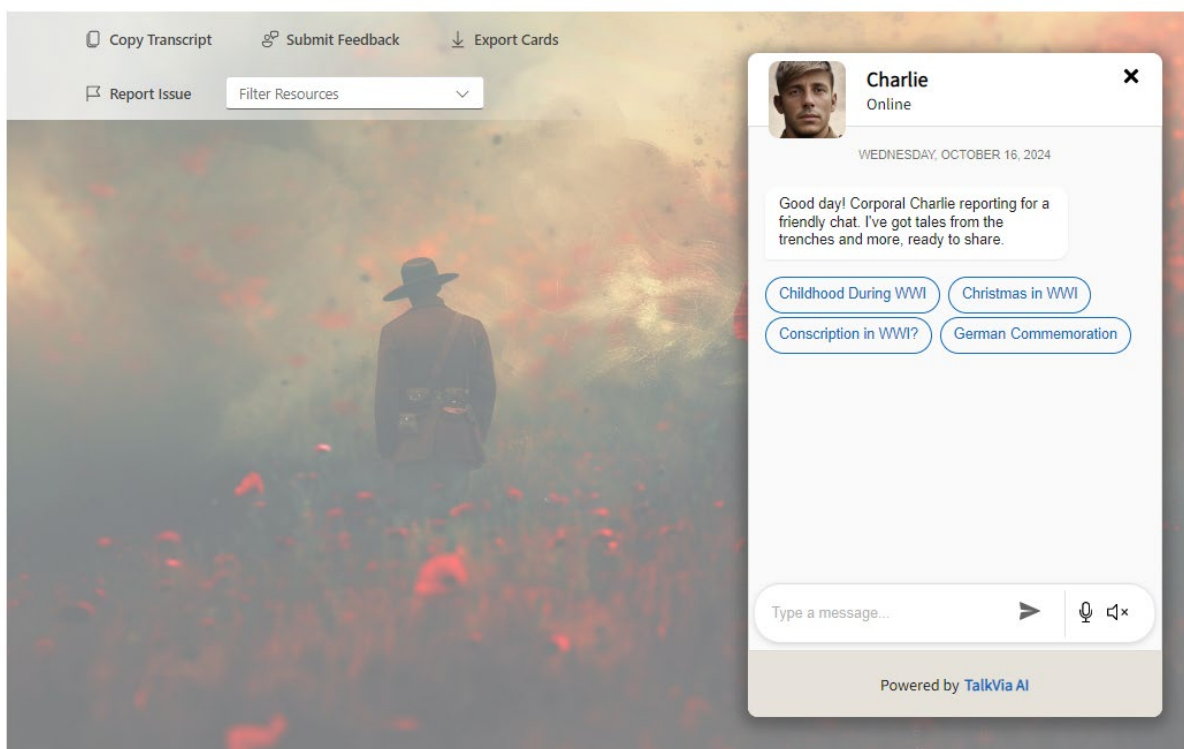 Copy Transcript
Submit Feedback
Export Cards
Report Issue
Filter Resources
Charlie
Online
WEDNESDAY, OCTOBER 16, 2024
Good day! Corporal Charlie reporting for a
friendly chat. I've got tales from the
trenches and more, ready to share.
Childhood During WWI
Christmas in WWI
Conscription in WWI?
German Commemoration
Type a message...
Powered by TalkVia AI